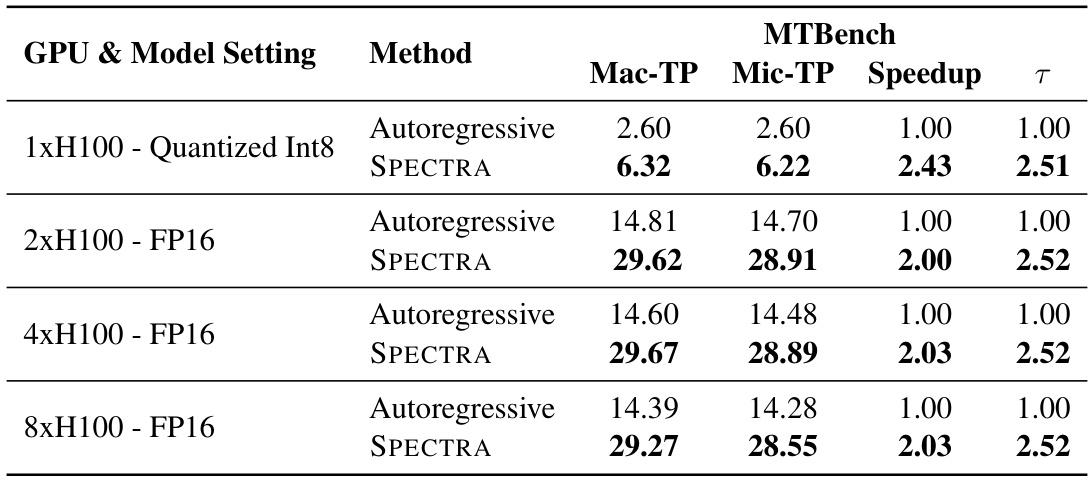 MTBench
GPU & Model Setting Method Mac-TP Mic-TP Speedup τ
Autoregressive 2.60 2.60 1.00 1.00
1xH100 - Quantized Int8
SPECTRA 6.32 6.22 2.43 2.51
Autoregressive 14.81 14.70 1.00 1.00
2xH100 - FP16
SPECTRA 29.62 28.91 2.00 2.52
Autoregressive 14.60 14.48 1.00 1.00
4xH100 - FP16
SPECTRA 29.67 28.89 2.03 2.52
Autoregressive 14.39 14.28 1.00 1.00
8xH100 - FP16
SPECTRA 29.27 28.55 2.03 2.52